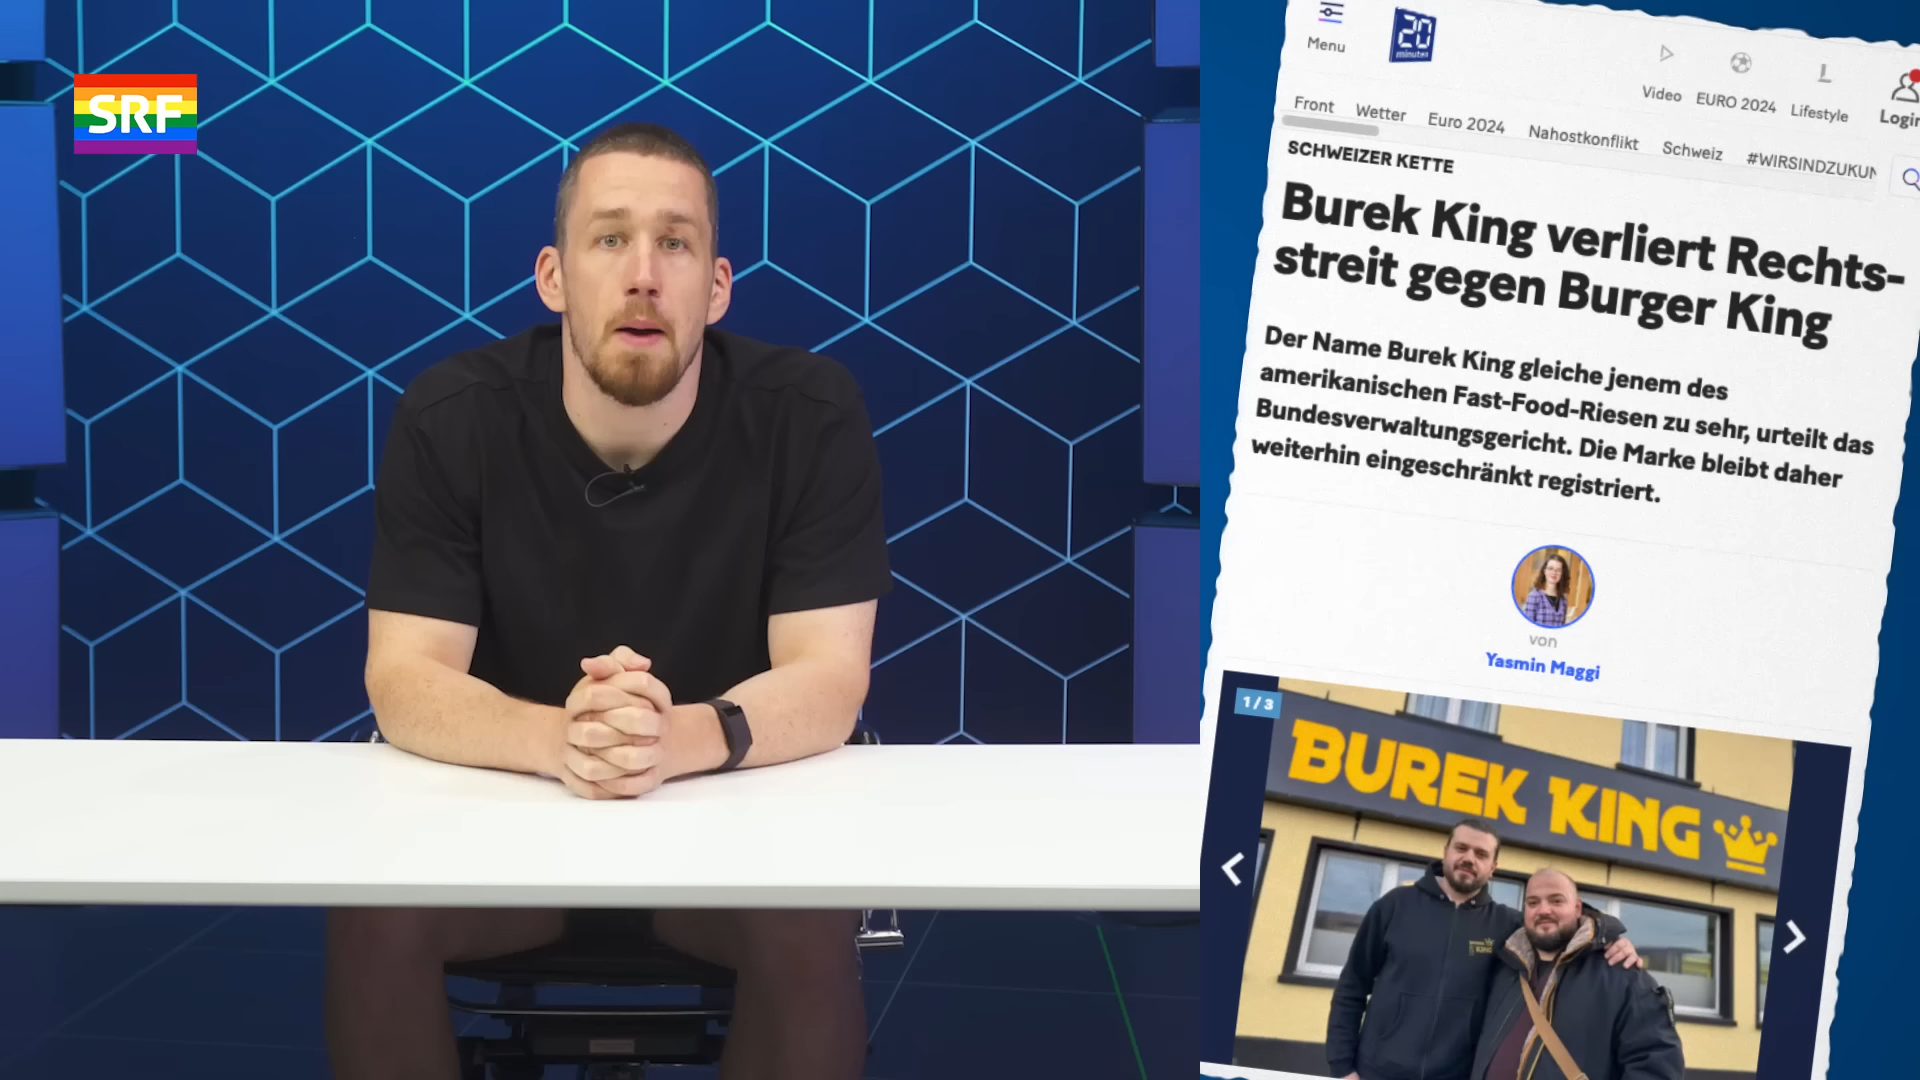 SRF
Menu
20
minuten
Video
EURO 2024
Lifestyle
Login
Front
Wetter
Euro 2024
Nahostkonflikt
Schweiz
#WIRSINDZUKUN
SCHWEIZER KETTE
Burek King verliert Rechts-
streit gegen Burger King
Der Name Burek King gleiche jenem des
amerikanischen Fast-Food-Riesen zu sehr, urteilt das
Bundesverwaltungsgericht. Die Marke bleibt daher
weiterhin eingeschränkt registriert.
von
Yasmin Maggi
1/3
BUREK KING